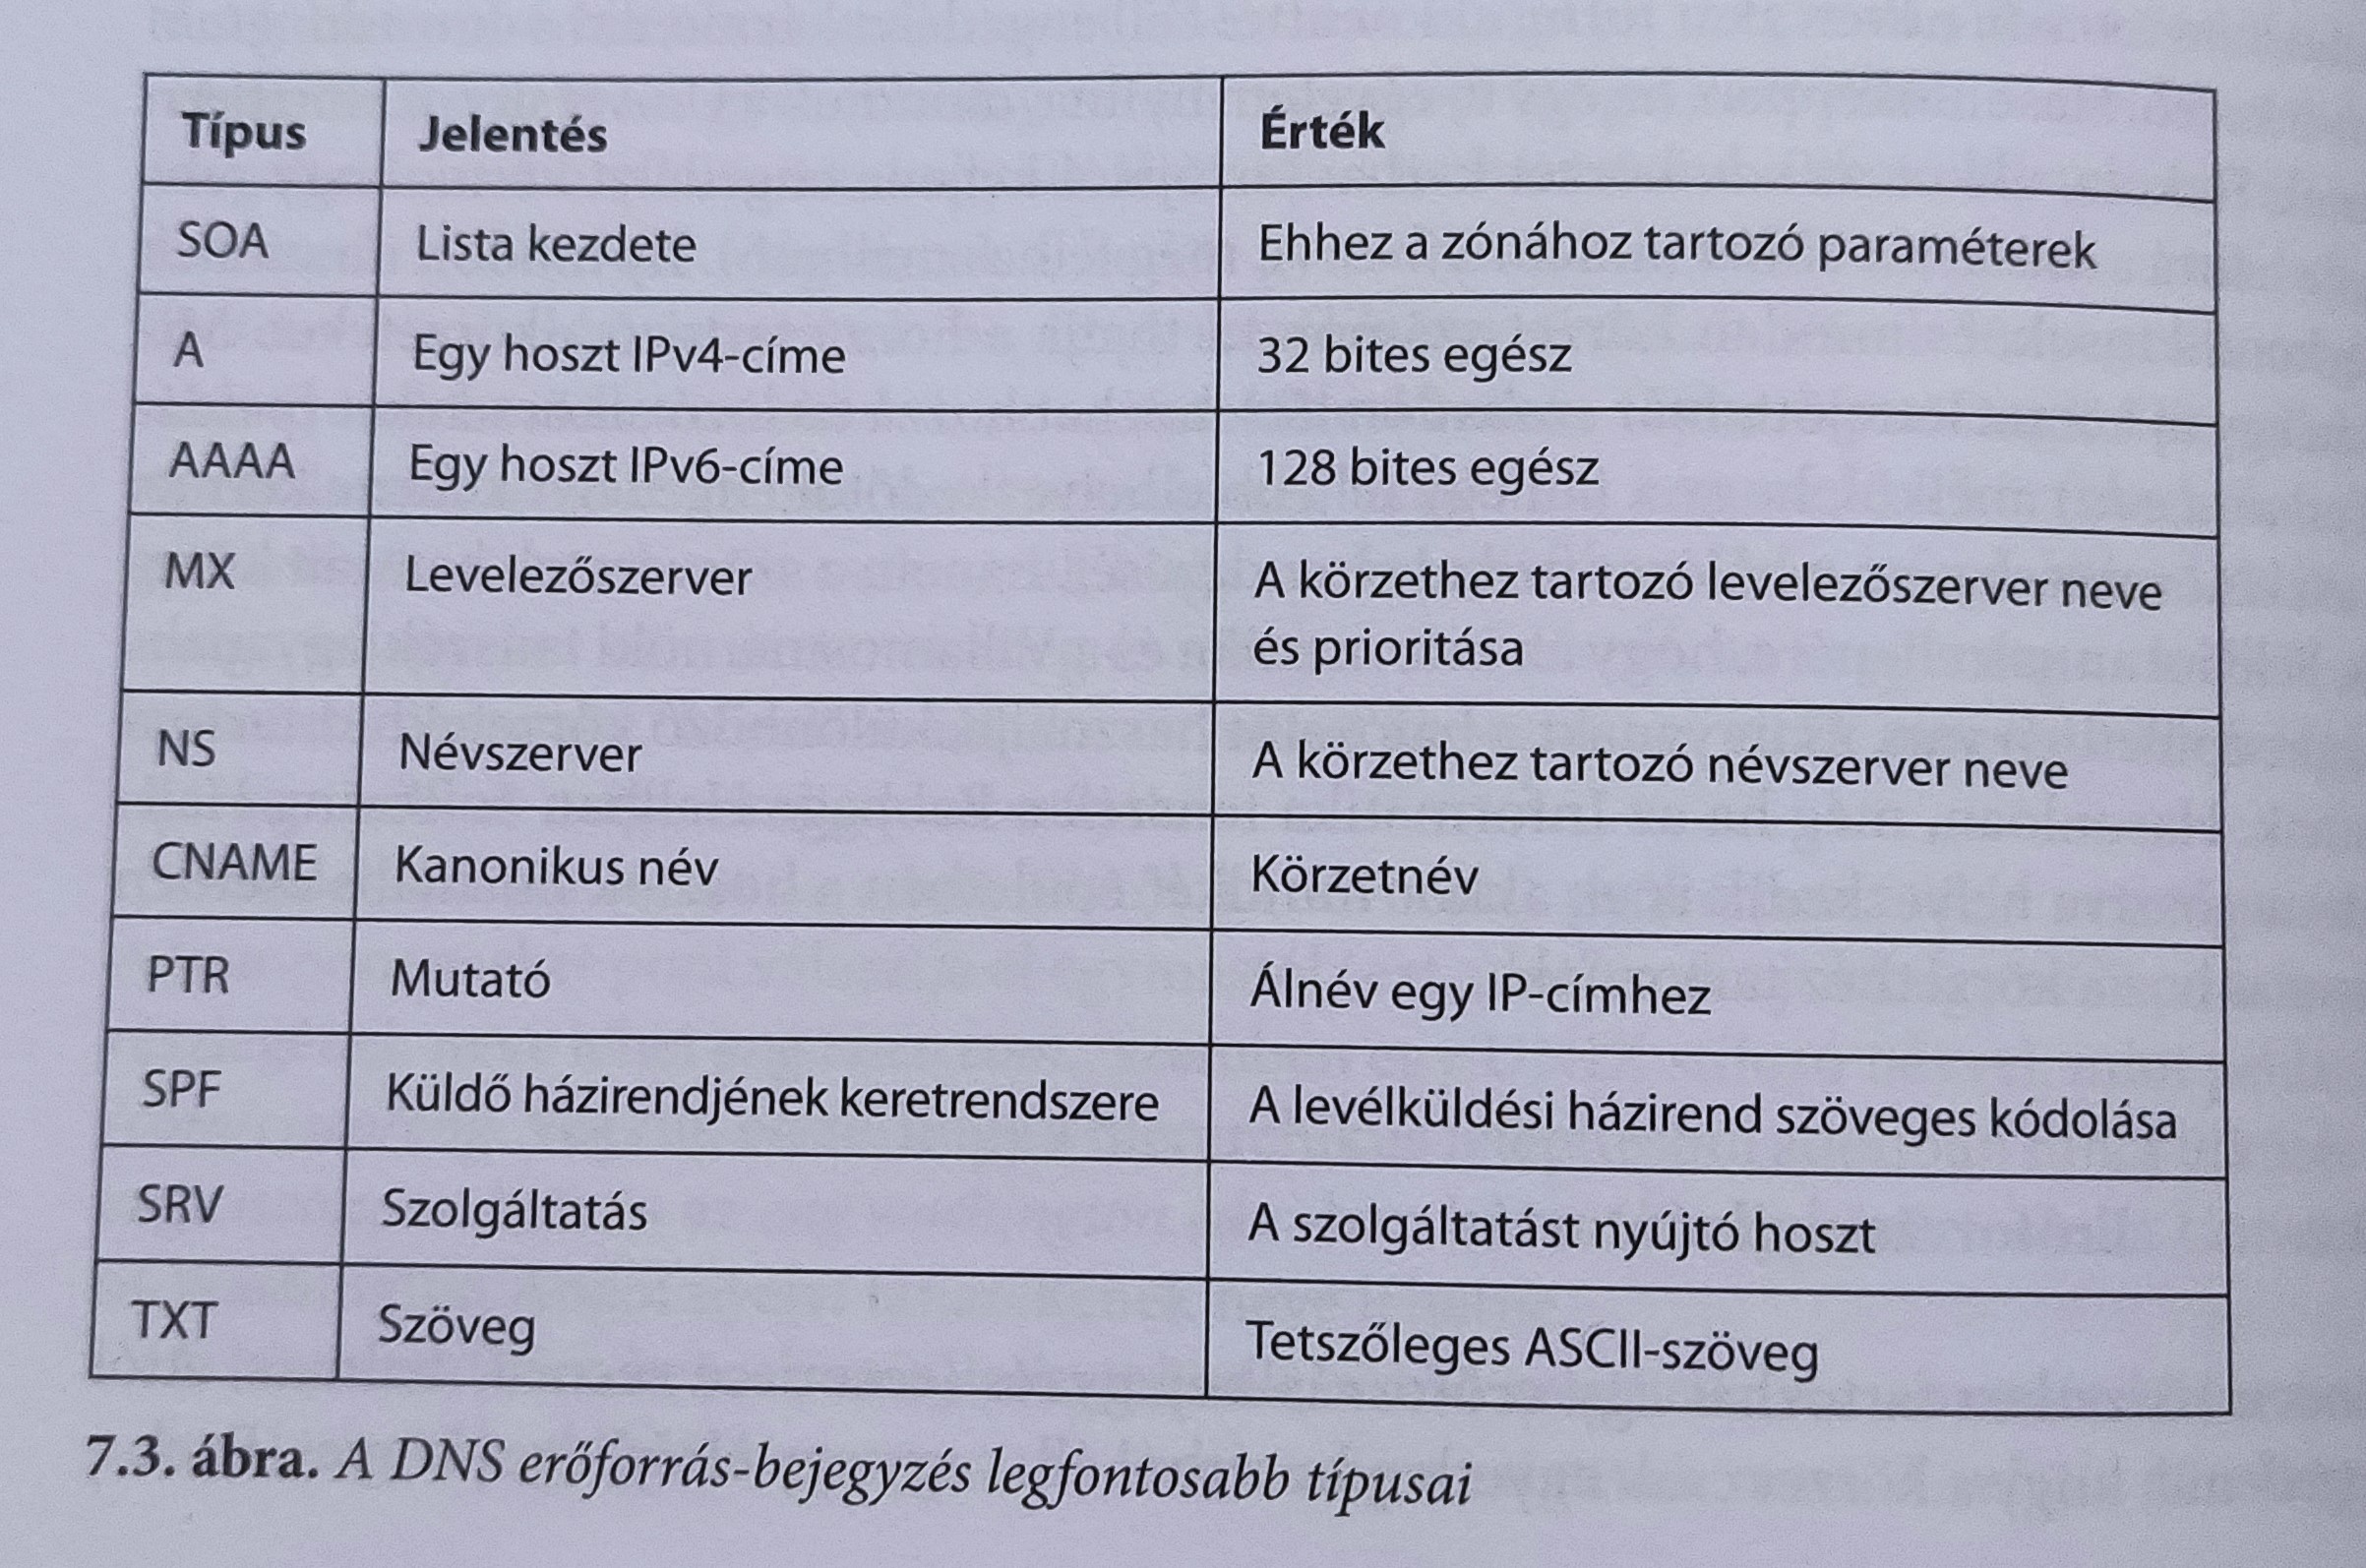 Típus Jelentés Érték
SOA Lista kezdete Ehhez a zónához tartozó paraméterek
A Egy hoszt IPv4-címe 32 bites egész
AAAA Egy hoszt IPv6-címe 128 bites egész
MX Levelezőszerver A körzethez tartozó levelezőszerver neve
és prioritása
NS Névszerver A körzethez tartozó névszerver neve
CNAME Kanonikus név Körzetnév
PTR Mutató Álnév egy IP-címhez
SPF Küldő házirendjének keretrendszere A levélküldési házirend szöveges kódolása
SRV Szolgáltatás A szolgáltatást nyújtó hoszt
TXT Szöveg Tetszőleges ASCII-szöveg
7.3. ábra. A DNS erőforrás-bejegyzés legfontosabb típusai